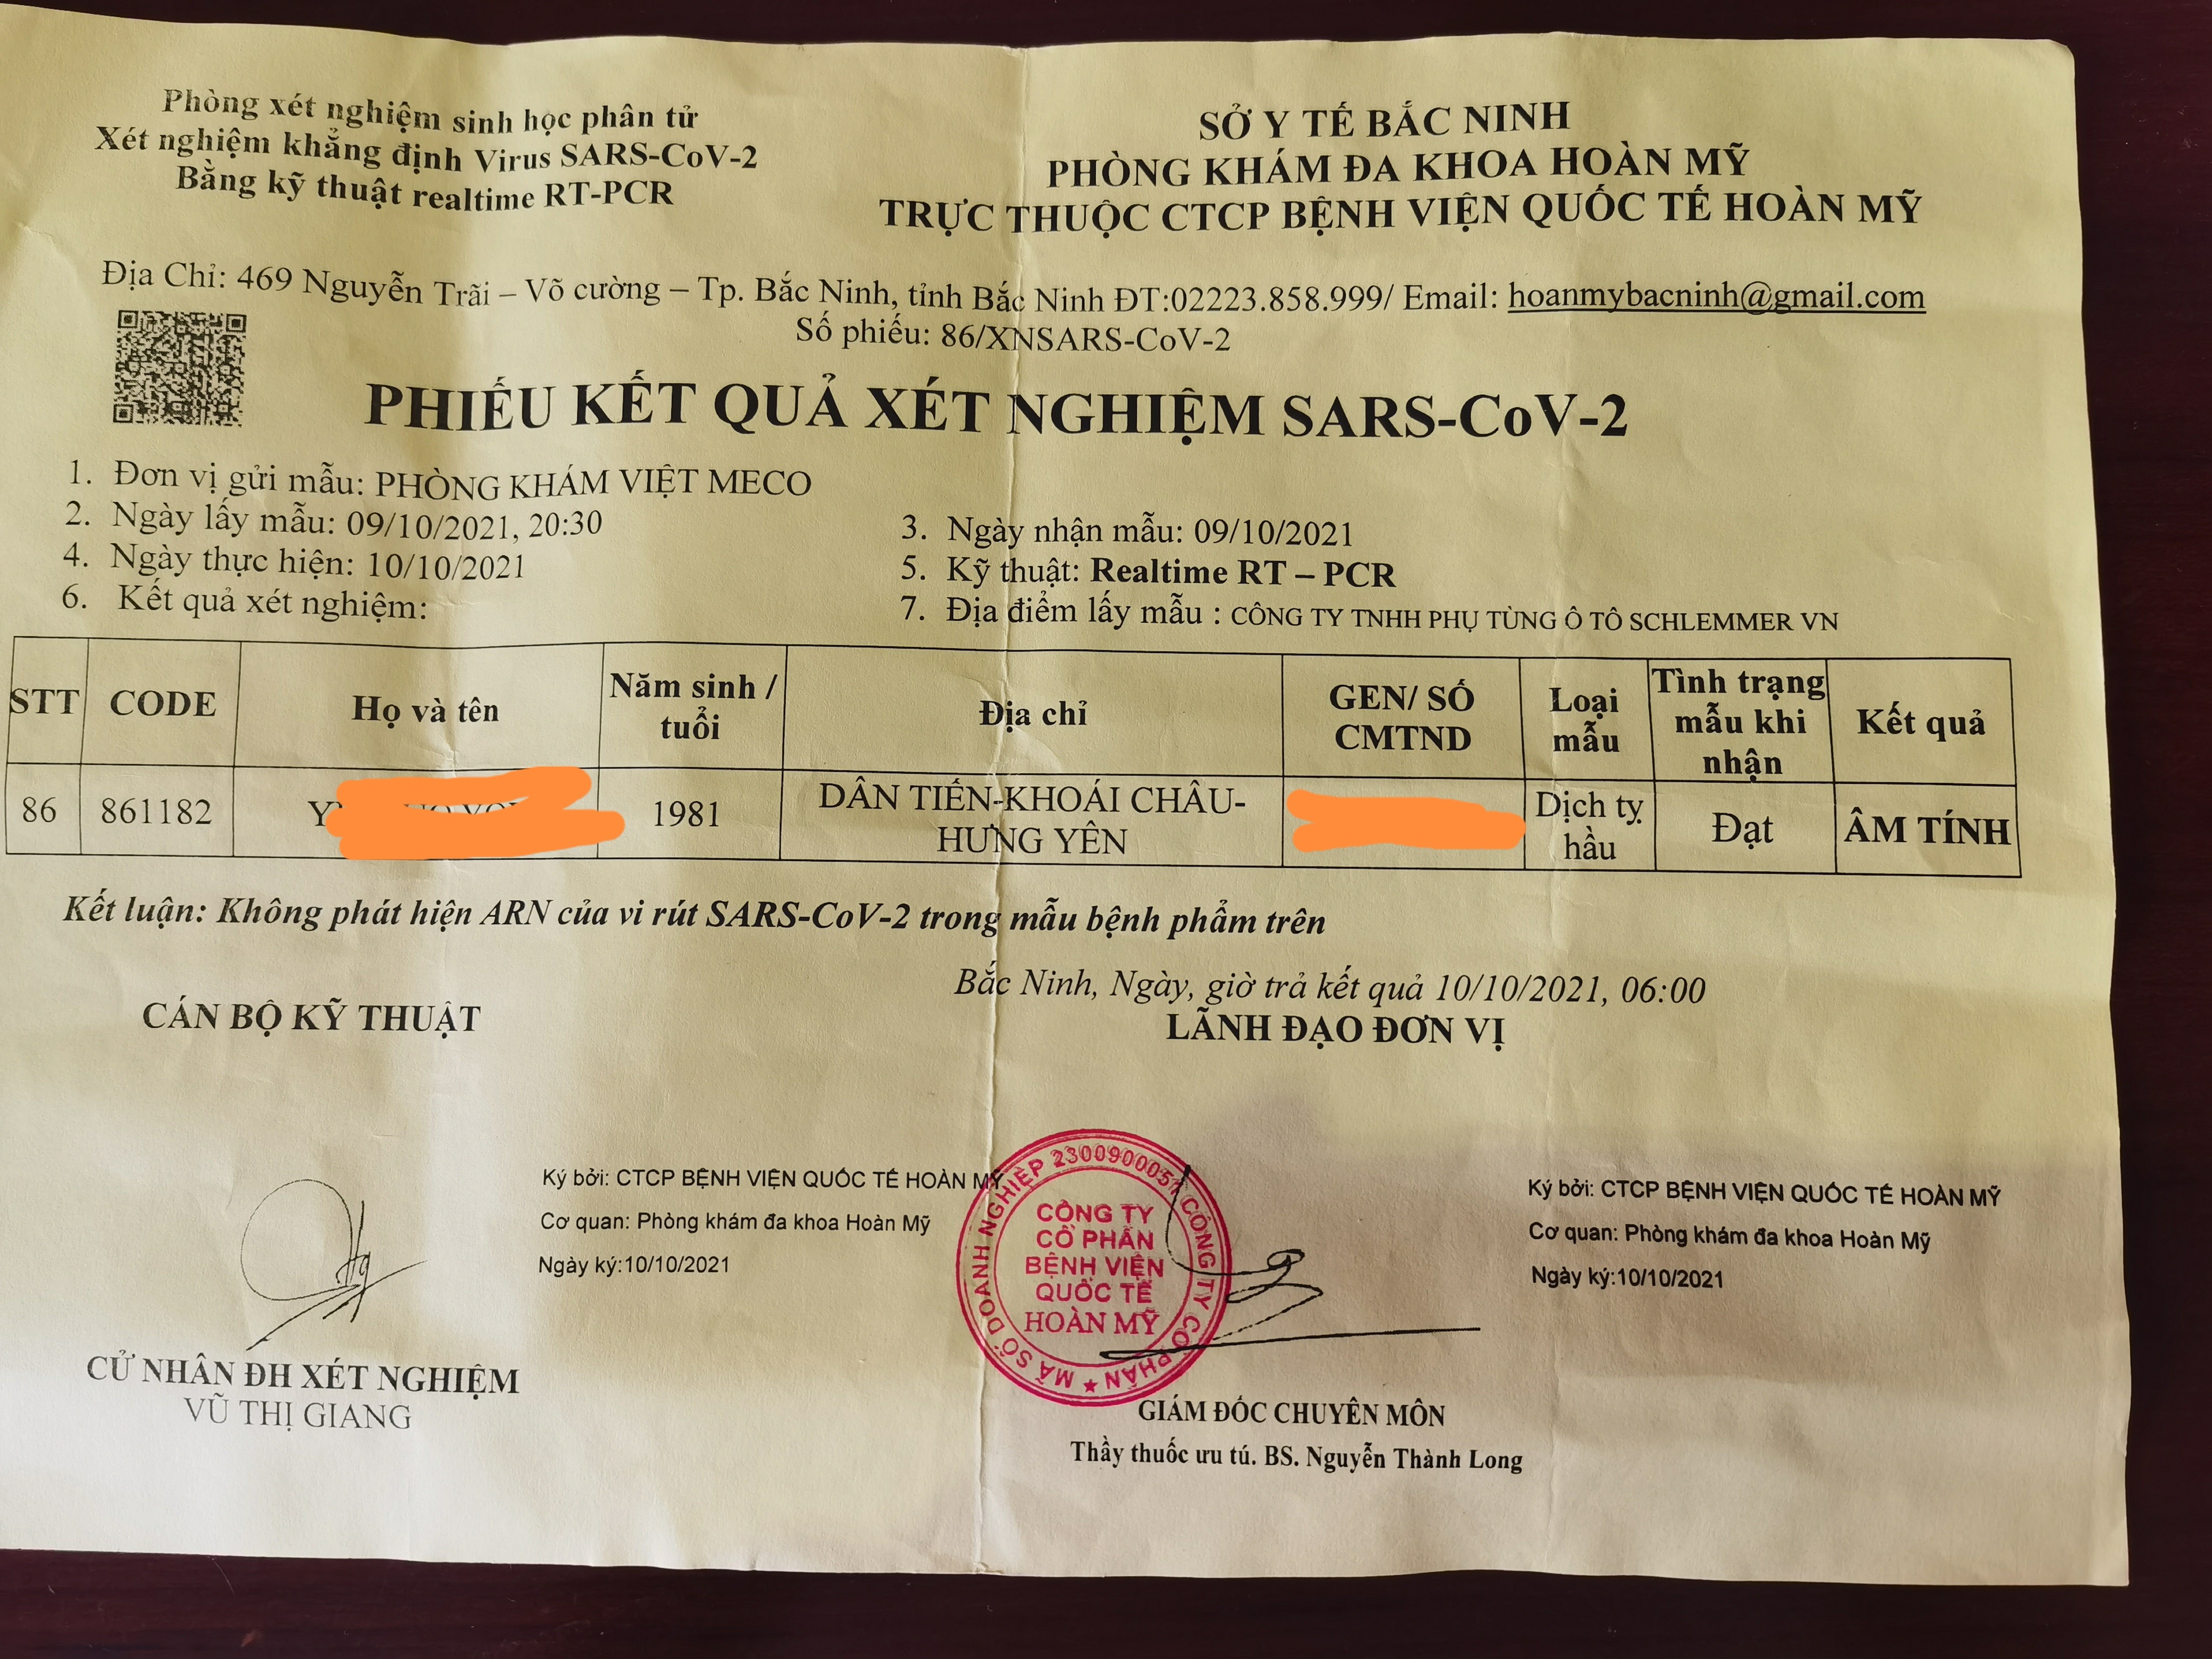 Phòng xét nghiệm sinh học phân tử
Xét nghiệm khẳng định Virus SARS-CoV-2
Bằng kỹ thuật realtime RT-PCR
SỞ Y TẾ BẮC NINH
PHÒNG KHÁM ĐA KHOA HOÀN MỸ
TRỰC THUỘC CTCP BỆNH VIỆN QUỐC TẾ HOÀN MỸ
Địa Chỉ: 469 Nguyễn Trãi – Võ cường – Tp. Bắc Ninh, tỉnh Bắc Ninh ĐT:02223.858.999/ Email: hoanmybacninh@gmail.com
Số phiếu: 86/XNSARS-CoV-2
PHIẾU KẾT QUẢ XÉT NGHIỆM SARS-CoV-2
1. Đơn vị gửi mẫu: PHÒNG KHÁM VIỆT MECO
2. Ngày lấy mẫu: 09/10/2021, 20:30
3. Ngày nhận mẫu: 09/10/2021
4. Ngày thực hiện: 10/10/2021
5. Kỹ thuật: Realtime RT – PCR
6. Kết quả xét nghiệm:
7. Địa điểm lấy mẫu : CÔNG TY TNHH PHỤ TÙNG Ô TÔ SCHLEMMER VN
STT CODE Họ và tên Năm sinh / tuổi Địa chỉ GEN/ SỐ CMTND Loại mẫu Tình trạng mẫu khi nhận Kết quả
86 861182 1981 DÂN TIẾN-KHOÁI CHÂU-HƯNG YÊN Dịch tỵ hầu Đạt ÂM TÍNH
Kết luận: Không phát hiện ARN của vi rút SARS-CoV-2 trong mẫu bệnh phẩm trên
Bắc Ninh, Ngày, giờ trả kết quả 10/10/2021, 06:00
CÁN BỘ KỸ THUẬT
LÃNH ĐẠO ĐƠN VỊ
Ký bởi: CTCP BỆNH VIỆN QUỐC TẾ HOÀN MỸ
Cơ quan: Phòng khám đa khoa Hoàn Mỹ
Ngày ký:10/10/2021
MÃ SỐ DOANH NGHIỆP 2300900051 CÔNG TY CỔ PHẦN
CÔNG TY
CỔ PHẦN
BỆNH VIỆN
QUỐC TẾ
HOÀN MỸ
Ký bởi: CTCP BỆNH VIỆN QUỐC TẾ HOÀN MỸ
Cơ quan: Phòng khám đa khoa Hoàn Mỹ
Ngày ký:10/10/2021
CỬ NHÂN ĐH XÉT NGHIỆM
VŨ THỊ GIANG
GIÁM ĐỐC CHUYÊN MÔN
Thầy thuốc ưu tú. BS. Nguyễn Thành Long